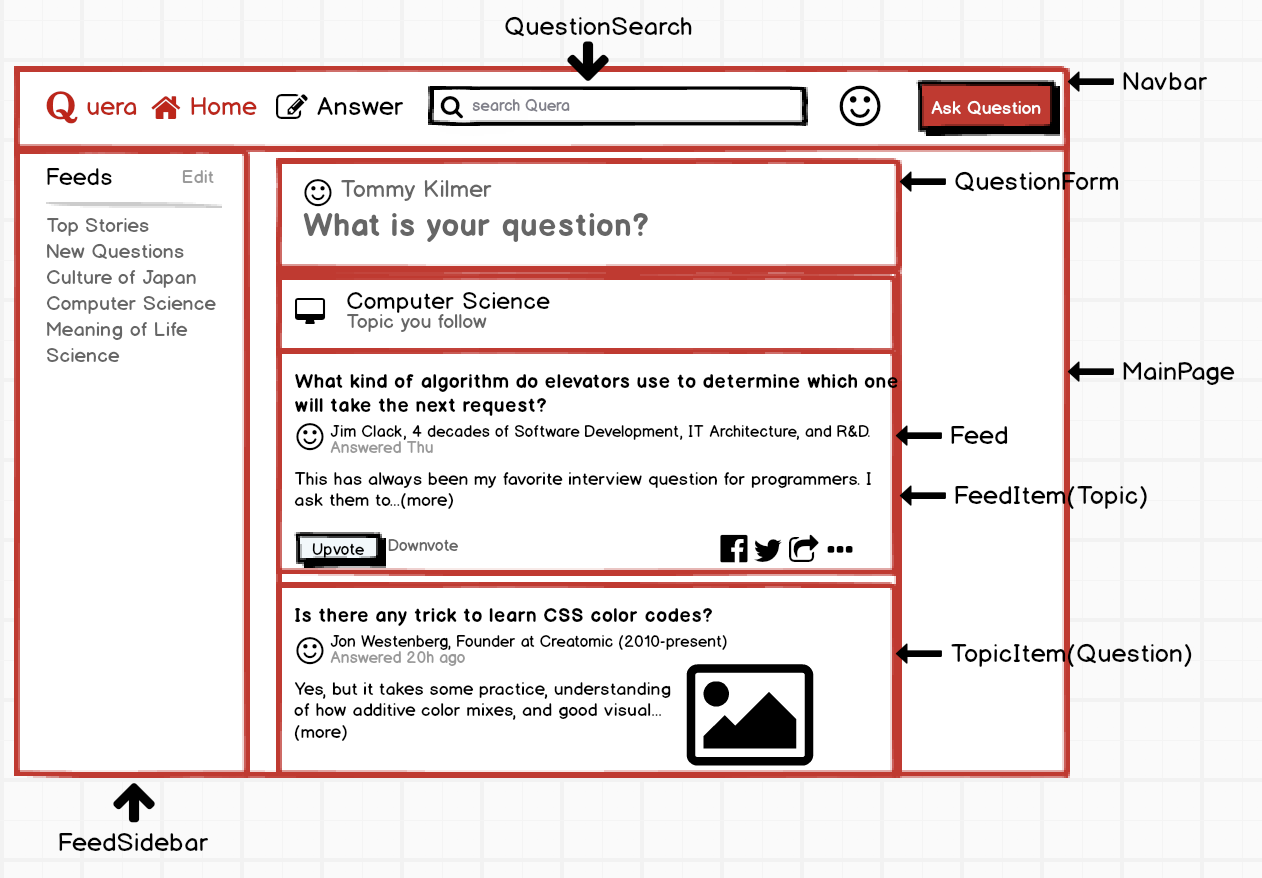 QuestionSearch
Navbar
Quera Home Answer search Quera Ask Question
Feeds Edit
Top Stories
New Questions
Culture of Japan
Computer Science
Meaning of Life
Science
FeedSidebar
QuestionForm
Tommy Kilmer
What is your question?
Computer Science
Topic you follow
MainPage
What kind of algorithm do elevators use to determine which one
will take the next request?
Jim Clack, 4 decades of Software Development, IT Architecture, and R&D.
Answered Thu
Feed
This has always been my favorite interview question for programmers. I
ask them to...(more)
FeedItem(Topic)
Upvote Downvote
Is there any trick to learn CSS color codes?
Jon Westenberg, Founder at Creatomic (2010-present)
Answered 20h ago
TopicItem(Question)
Yes, but it takes some practice, understanding
of how additive color mixes, and good visual...
(more)